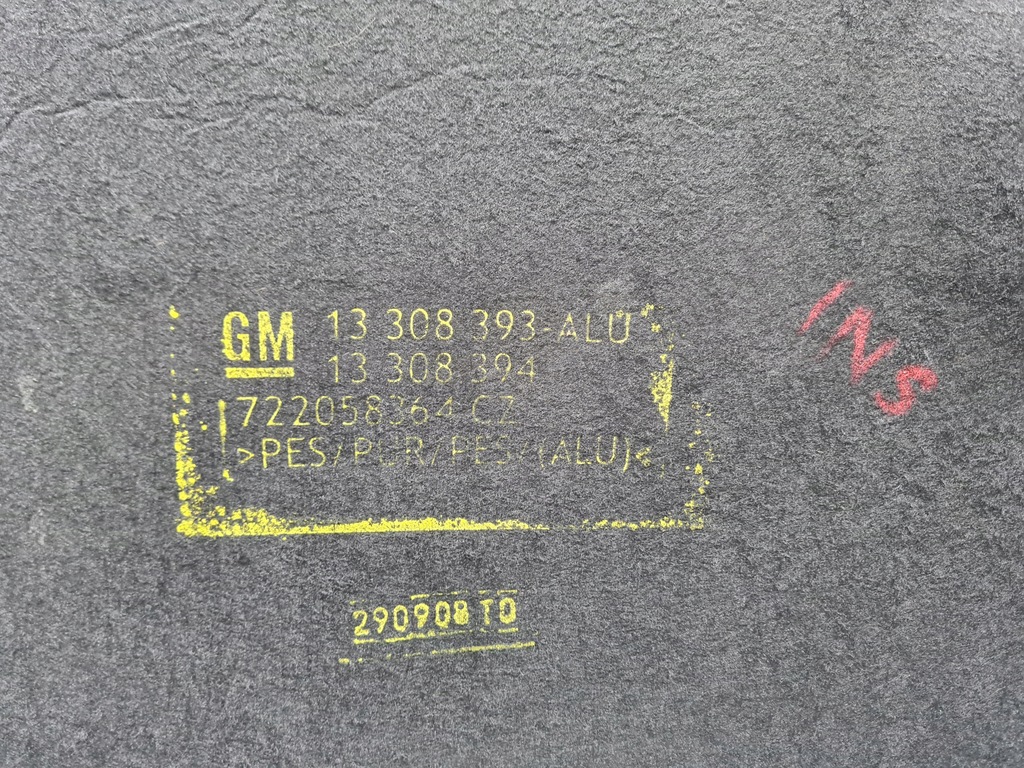 GM 13 308 393-ALU
13 308 394
722058364 CZ
>PES/PUR/PES/(ALU)<
290908 TO
INS